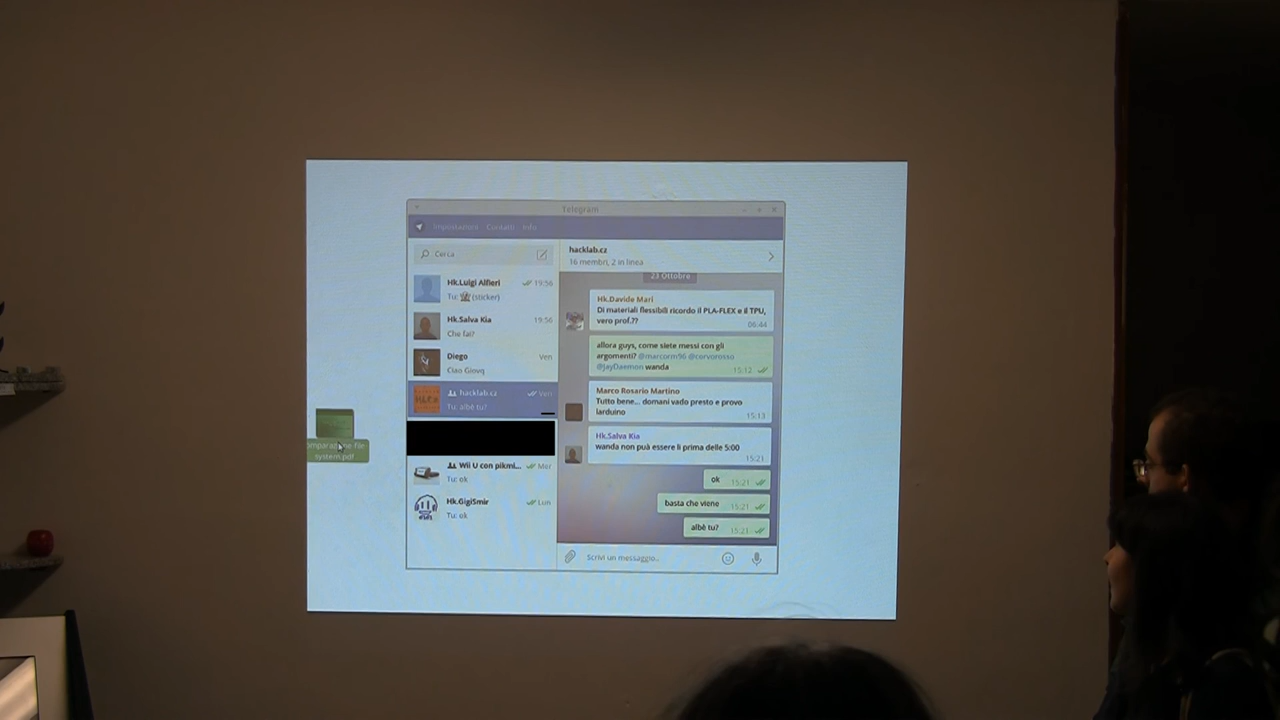 Telegram
Impostazioni Contatti Info
Cerca
Hk.Luigi Alfieri 19:56
Tu: (sticker)
Hk.Salva Kia 19:56
Che fai?
Diego Ven
Ciao Giovq
hacklab.cz Ven
Tu: albè tu?
Wii U con pikmi... Mer
Tu: ok
Hk.GigiSmir Lun
Tu: ok
hacklab.cz
16 membri, 2 in linea
23 Ottobre
Hk.Davide Mari
Di materiali flessibili ricordo il PLA-FLEX e il TPU,
vero prof.??
06:44
allora guys, come siete messi con gli
argomenti? @marcorm96 @corvorosso
@JayDaemon wanda 15:12
Marco Rosario Martino
Tutto bene... domani vado presto e provo
larduino
15:13
Hk.Salva Kia
wanda non puà essere li prima delle 5:00
15:21
ok 15:21
basta che viene 15:21
albè tu? 15:21
Scrivi un messaggio..
omparazione File
system.pdf